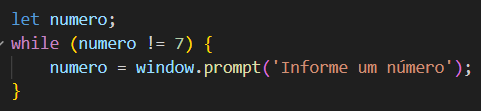 let numero;
while (numero != 7) {
    numero = window.prompt('Informe um número');
}